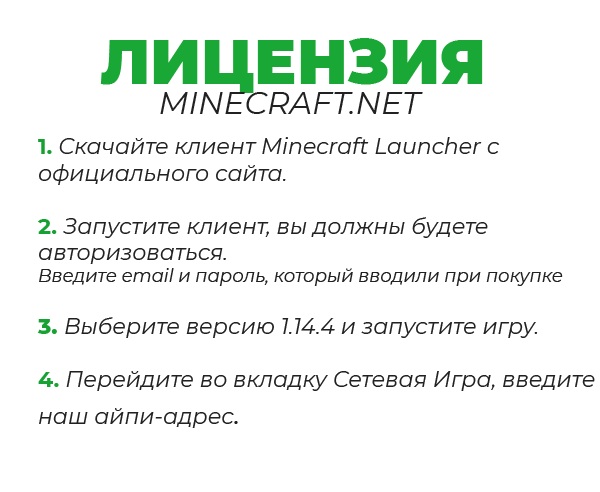 ЛИЦЕНЗИЯ
MINECRAFT.NET
1. Скачайте клиент Minecraft Launcher с
официального сайта.
2. Запустите клиент, вы должны будете
авторизоваться.
Введите email и пароль, который вводили при покупке
3. Выберите версию 1.14.4 и запустите игру.
4. Перейдите во вкладку Сетевая Игра, введите
наш айпи-адрес.